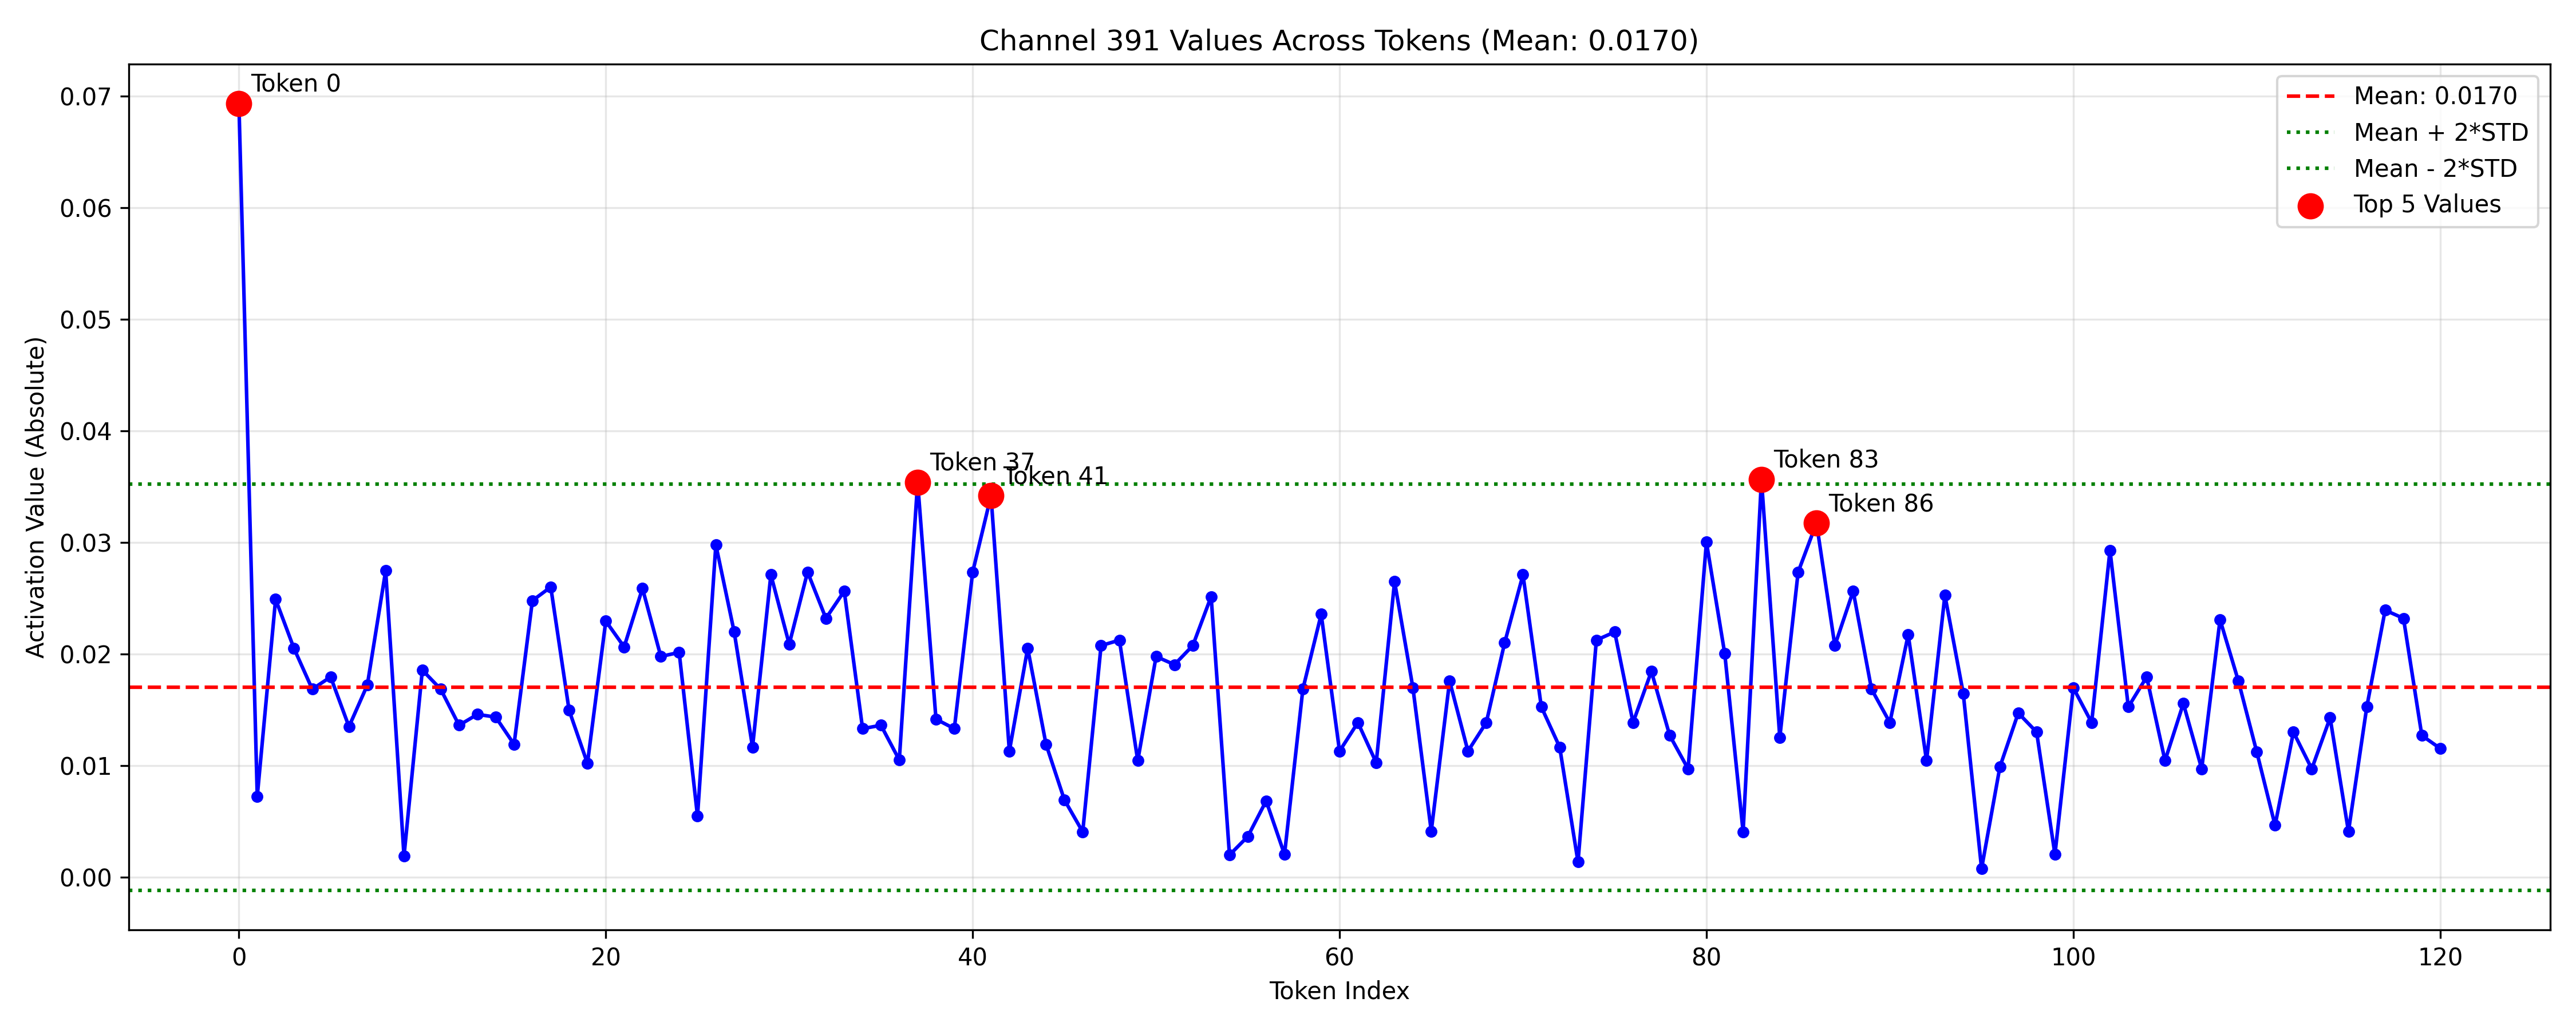 Channel 391 Values Across Tokens (Mean: 0.0170)
Activation Value (Absolute)
0.07
0.06
0.05
0.04
0.03
0.02
0.01
0.00
Token 0
Token 37
Token 41
Token 83
Token 86
Mean: 0.0170
Mean + 2*STD
Mean - 2*STD
Top 5 Values
0 20 40 60 80 100 120
Token Index